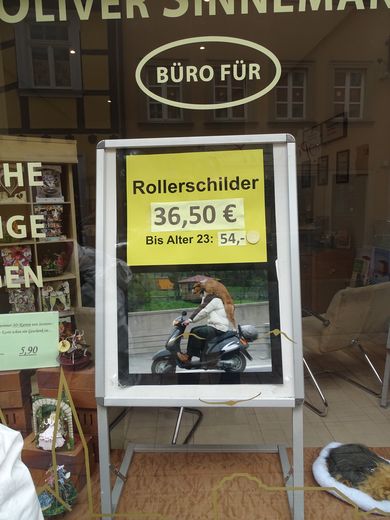 OLIVER SINNEMA
BÜRO FÜR
HE
GE
EN
Rollerschilder
36,50 €
Bis Alter 23: 54,-
5,90